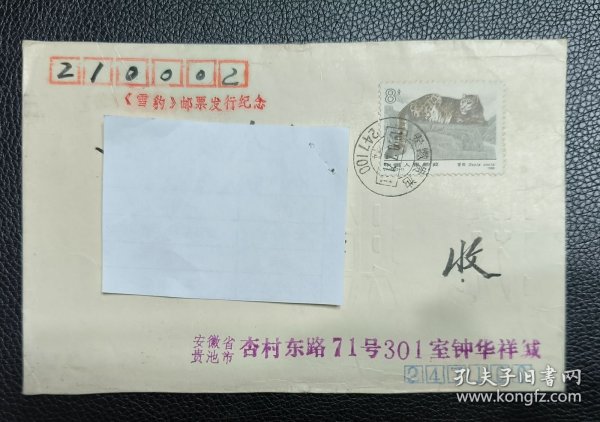 210002
《雪豹》邮票发行纪念
8分
247100
收
安徽省
贵池市 杏村东路71号301室钟华祥缄
孔夫子旧书网
www.kongfz.com